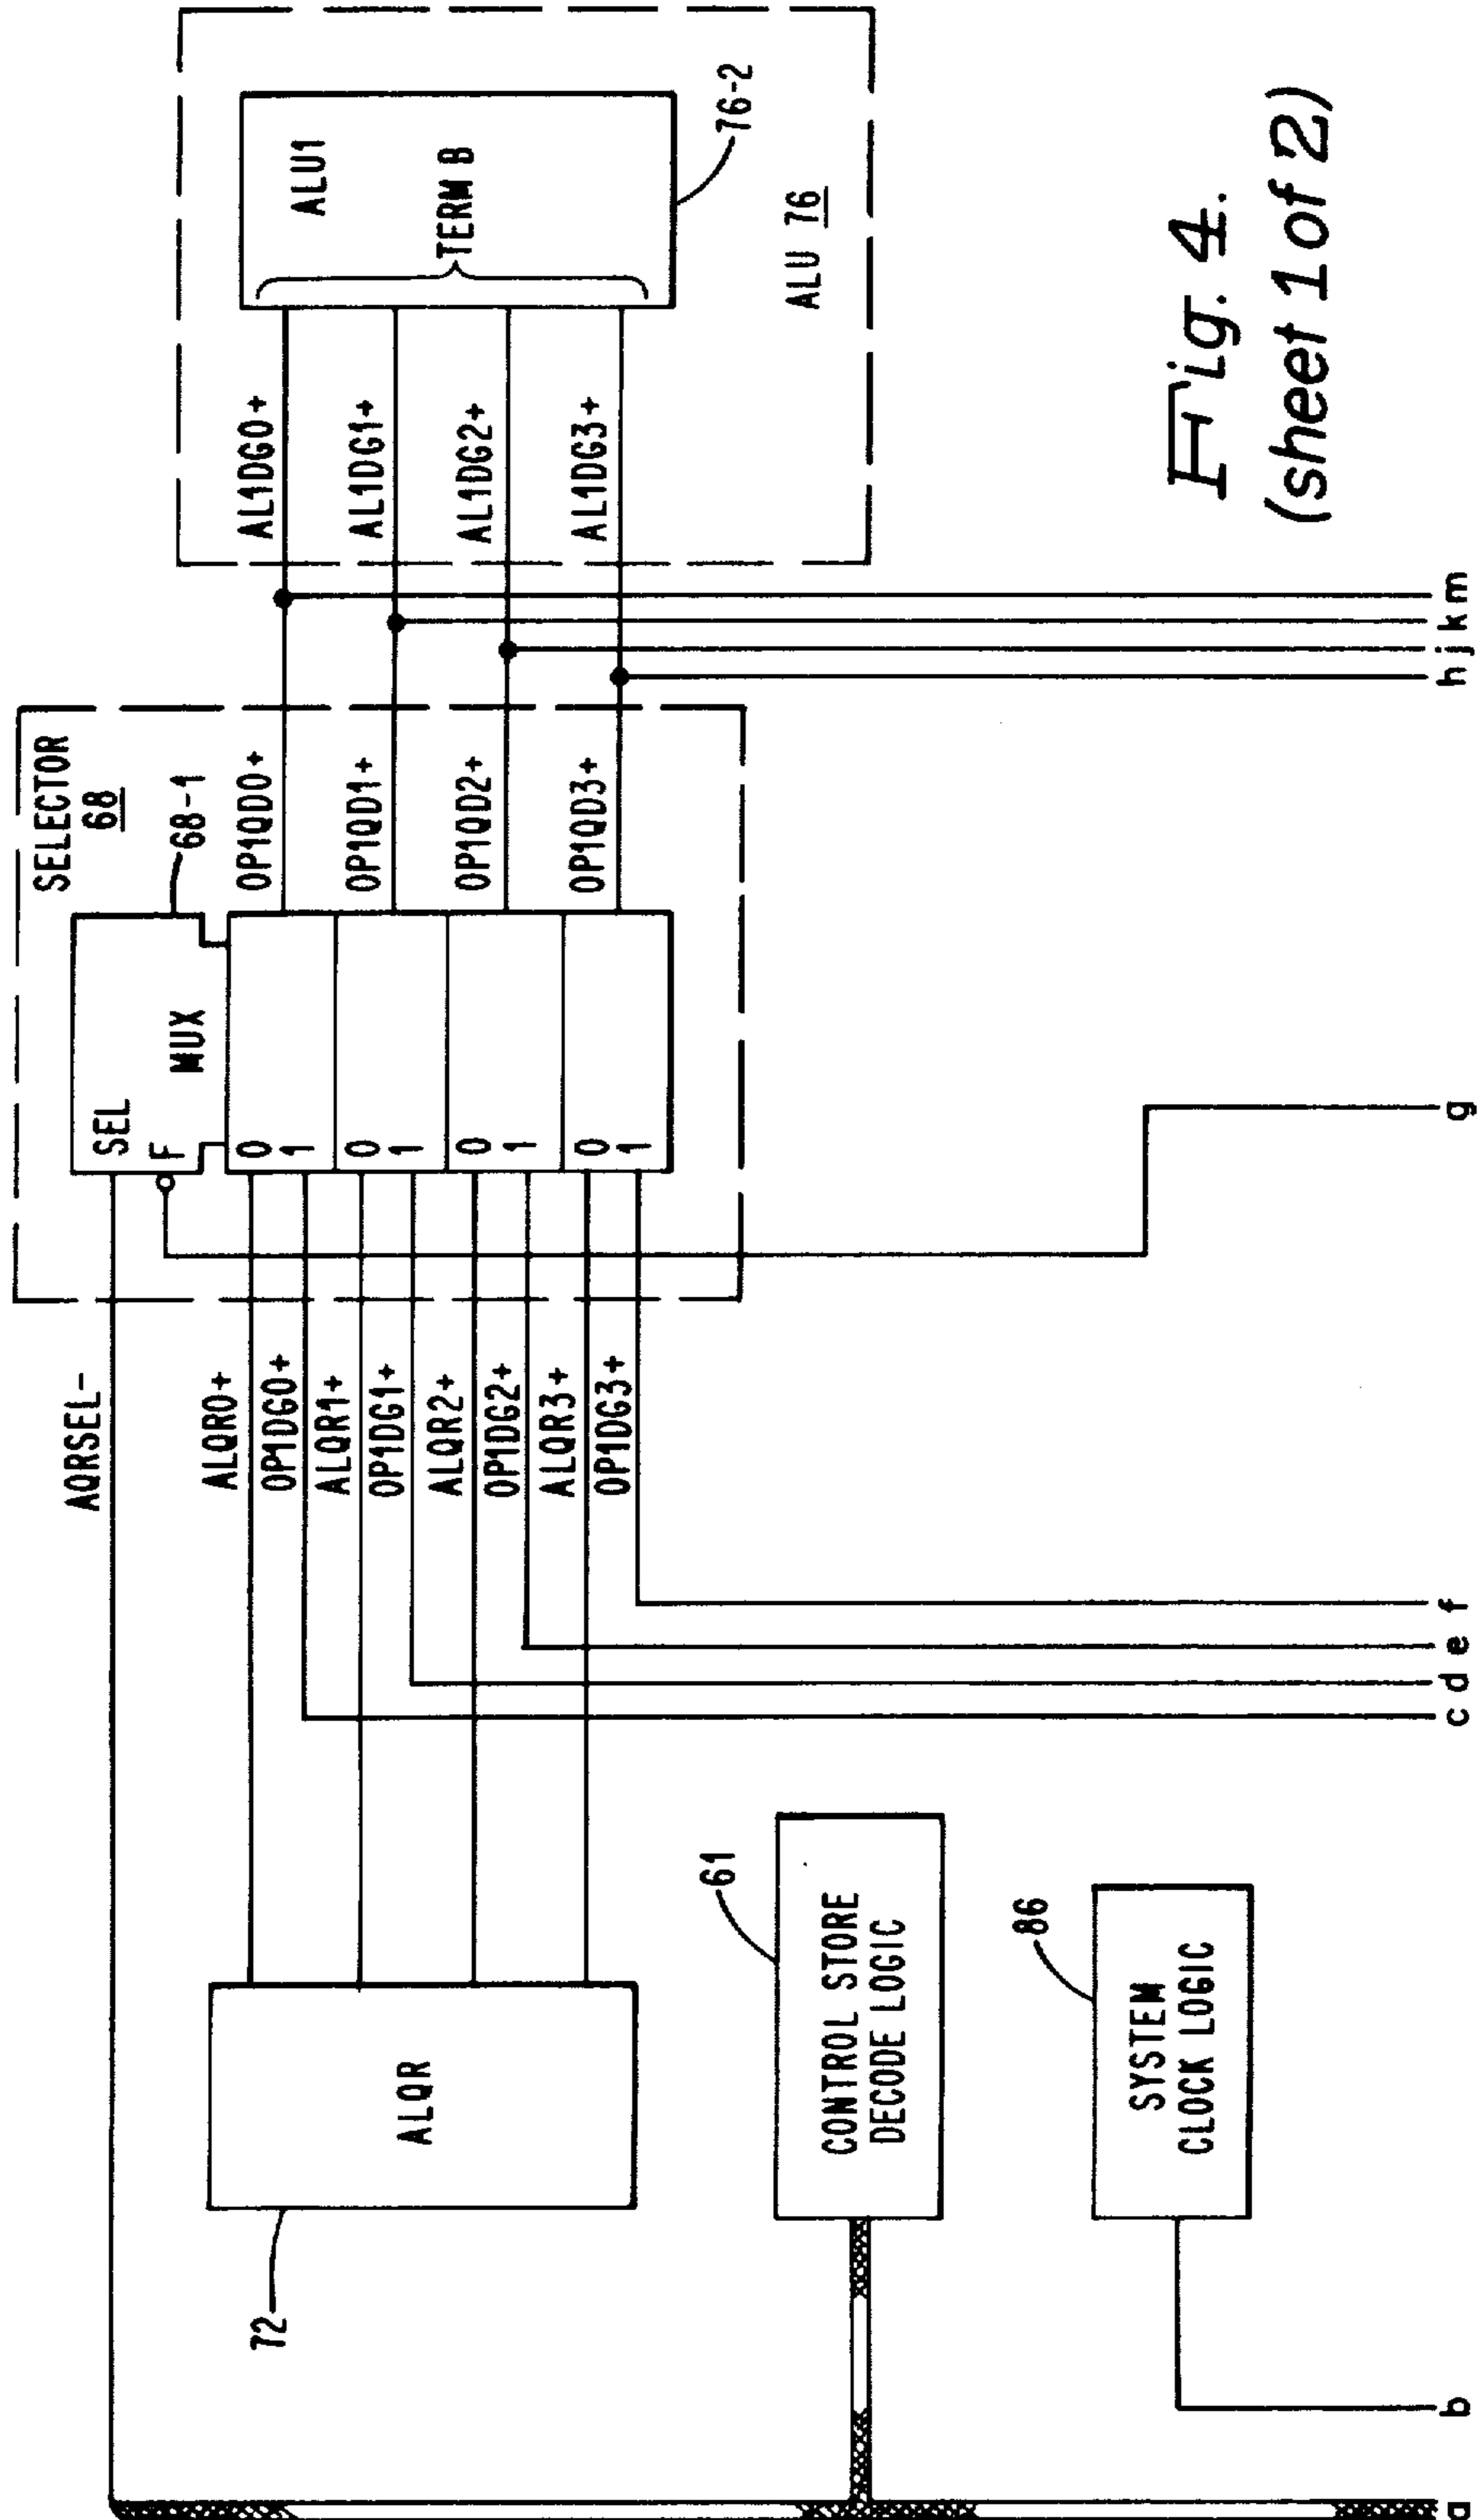 SELECTOR
68
68-1
AQRSEL-
SEL
F
MUX
ALQR0+
OP1DG0+
ALQR1+
OP1DG1+
ALQR2+
OP1DG2+
ALQR3+
OP1DG3+
0
1
0
1
0
1
0
1
OP1QD0+
OP1QD1+
OP1QD2+
OP1QD3+
AL1DG0+
AL1DG1+
AL1DG2+
AL1DG3+
ALU1
TERM B
76-2
ALU 76
ALQR
72
CONTROL STORE
DECODE LOGIC
61
SYSTEM
CLOCK LOGIC
86
a
b
c
d
e
f
g
h
j
k
m
Fig. 4.
(sheet 1 of 2)